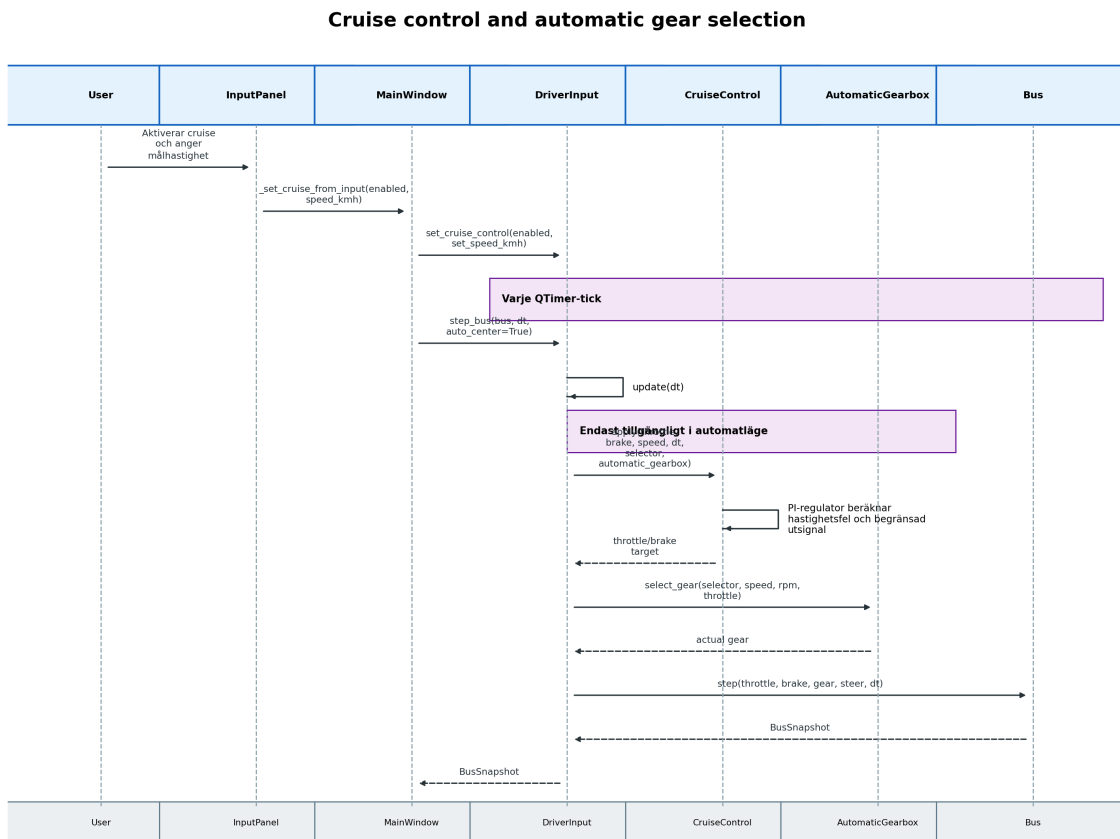 Cruise control and automatic gear selection
User InputPanel MainWindow DriverInput CruiseControl AutomaticGearbox Bus
Aktiverar cruise
och anger
målhastighet
_set_cruise_from_input(enabled,
speed_kmh)
set_cruise_control(enabled,
set_speed_kmh)
Varje QTimer-tick
step_bus(bus, dt,
auto_center=True)
update(dt)
Endast tillgängligt i automatläge
brake, speed, dt,
selector,
automatic_gearbox)
PI-regulator beräknar
hastighetsfel och begränsad
utsignal
throttle/brake
target
select_gear(selector, speed, rpm,
throttle)
actual gear
step(throttle, brake, gear, steer, dt)
BusSnapshot
BusSnapshot
User InputPanel MainWindow DriverInput CruiseControl AutomaticGearbox Bus